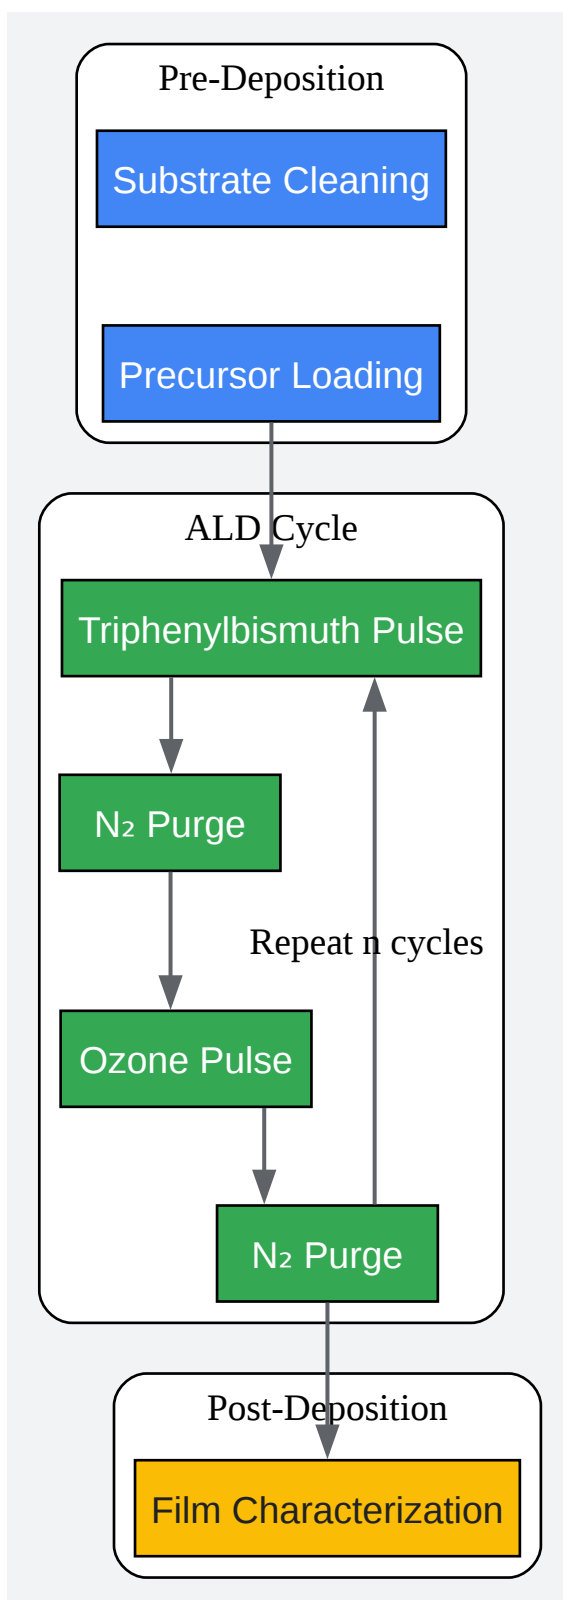 Pre-Deposition
Substrate Cleaning
Precursor Loading
ALD Cycle
Triphenylbismuth Pulse
N₂ Purge
Repeat n cycles
Ozone Pulse
N₂ Purge
Post-Deposition
Film Characterization